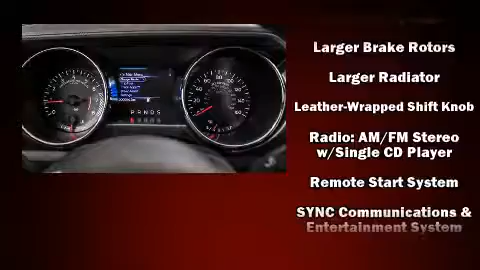 Larger Brake Rotors
Larger Radiator
Leather-Wrapped Shift Knob
Radio: AM/FM Stereo
w/Single CD Player
Remote Start System
SYNC Communications &
Entertainment System